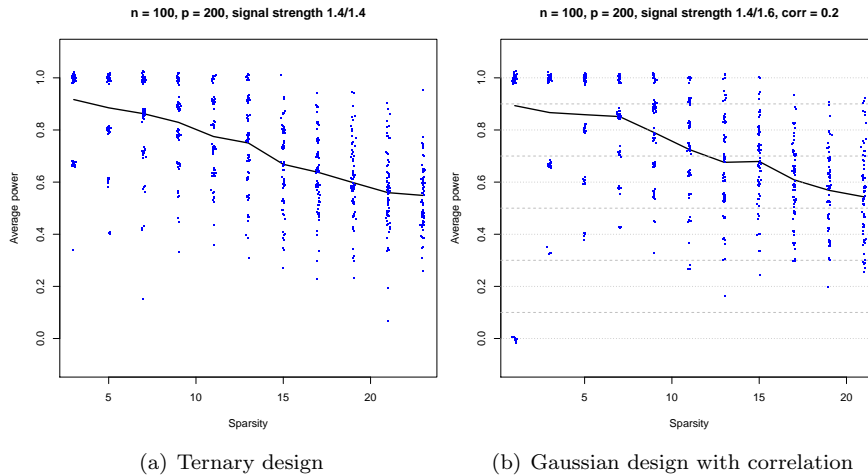 n = 100, p = 200, signal strength 1.4/1.4
Average power
1.0
0.8
0.6
0.4
0.2
0.0
5
10
15
20
Sparsity
(a) Ternary design
n = 100, p = 200, signal strength 1.4/1.6, corr = 0.2
Average power
1.0
0.8
0.6
0.4
0.2
0.0
5
10
15
20
Sparsity
(b) Gaussian design with correlation